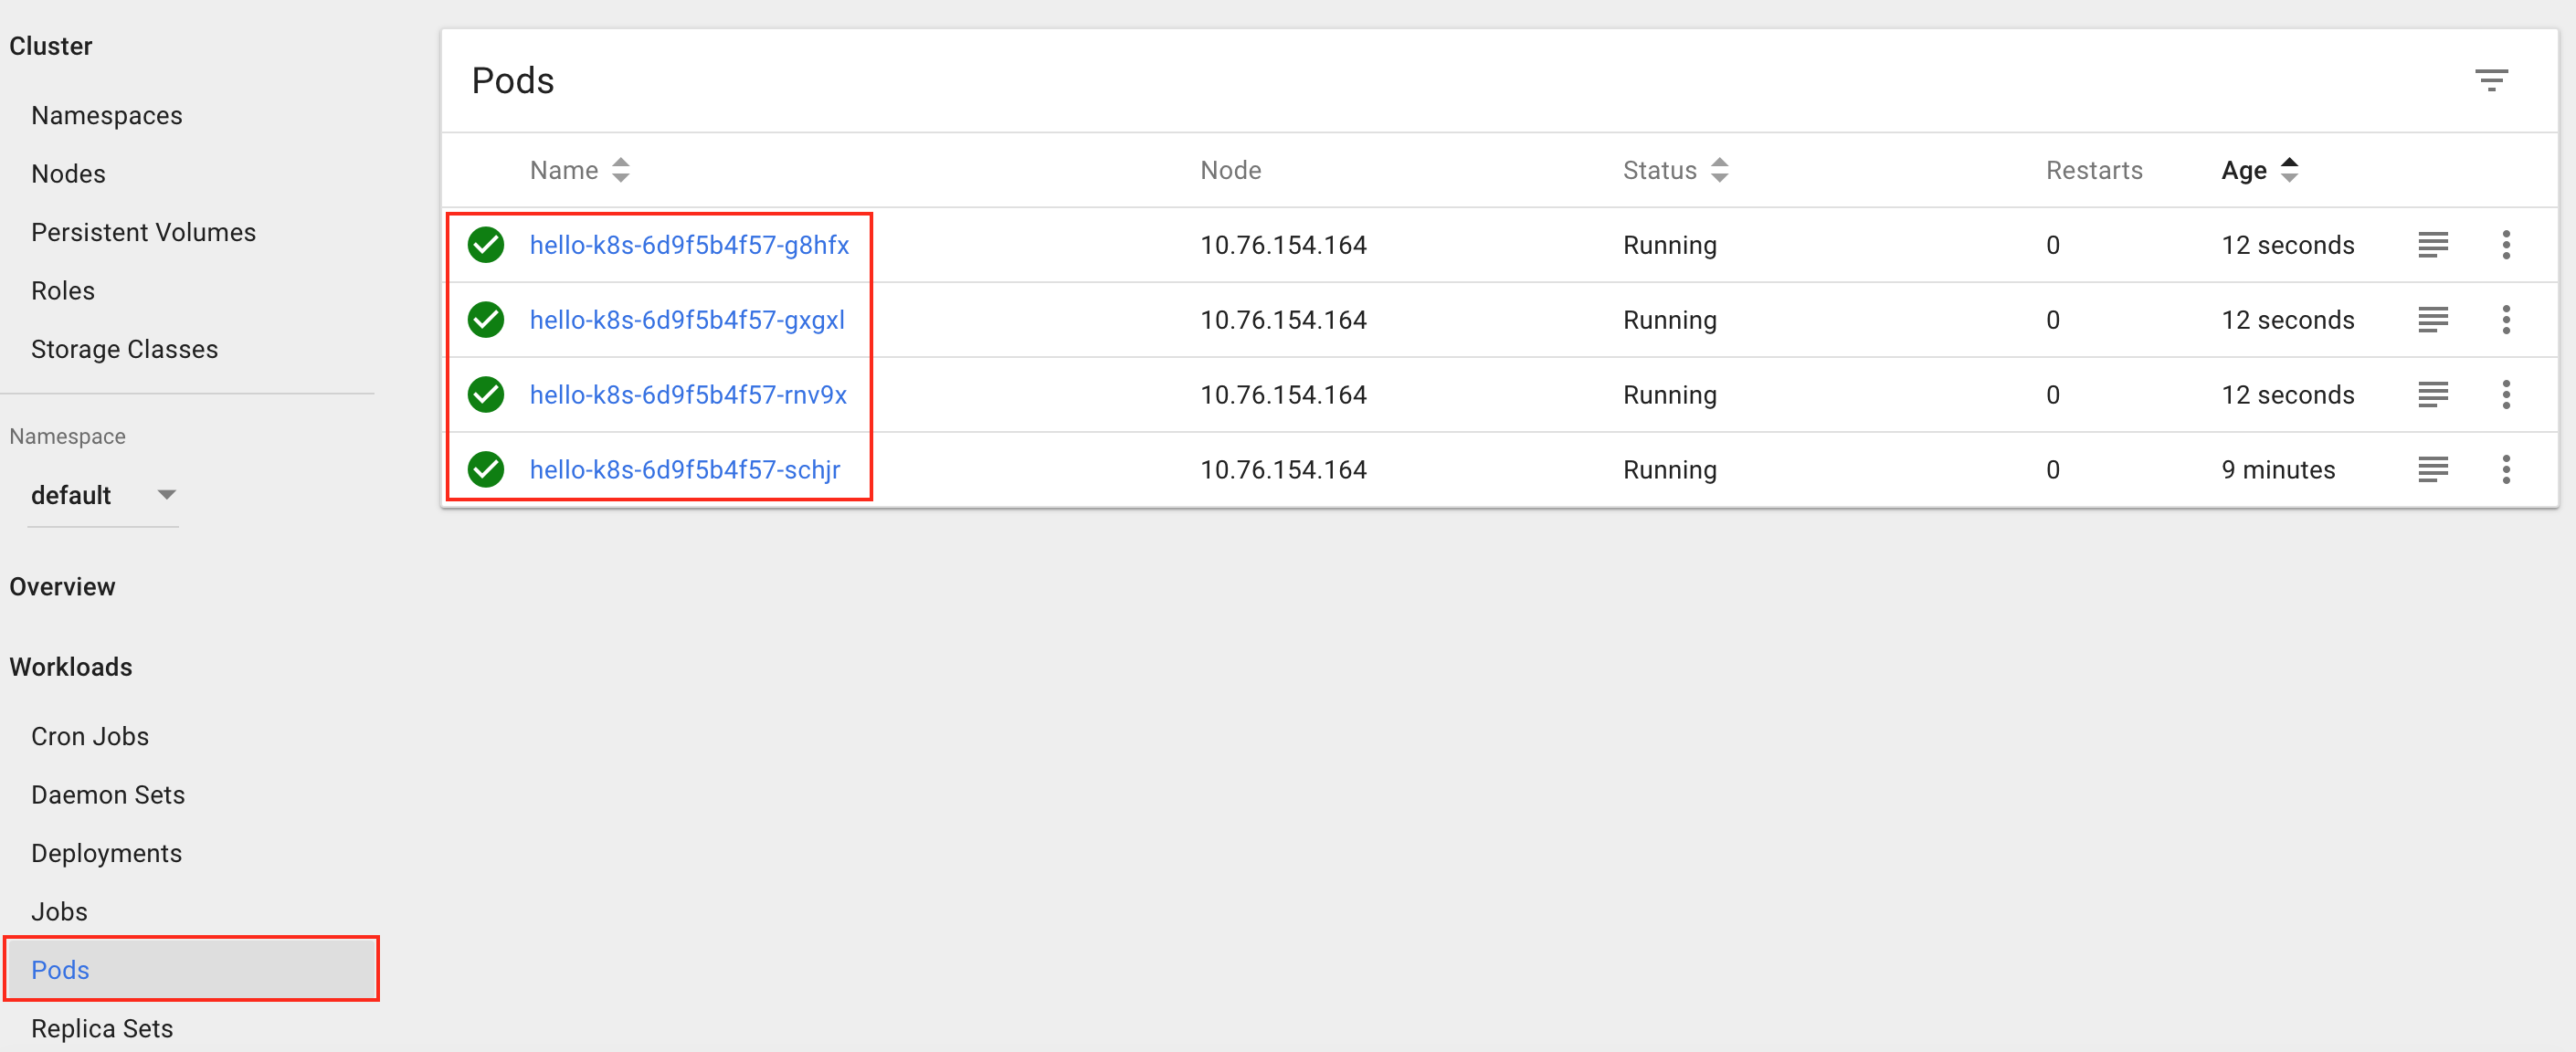 Cluster
Namespaces
Nodes
Persistent Volumes
Roles
Storage Classes
Namespace
default
Overview
Workloads
Cron Jobs
Daemon Sets
Deployments
Jobs
Pods
Replica Sets
Pods
Name Node Status Restarts Age
hello-k8s-6d9f5b4f57-g8hfx 10.76.154.164 Running 0 12 seconds
hello-k8s-6d9f5b4f57-gxgxl 10.76.154.164 Running 0 12 seconds
hello-k8s-6d9f5b4f57-rnv9x 10.76.154.164 Running 0 12 seconds
hello-k8s-6d9f5b4f57-schjr 10.76.154.164 Running 0 9 minutes